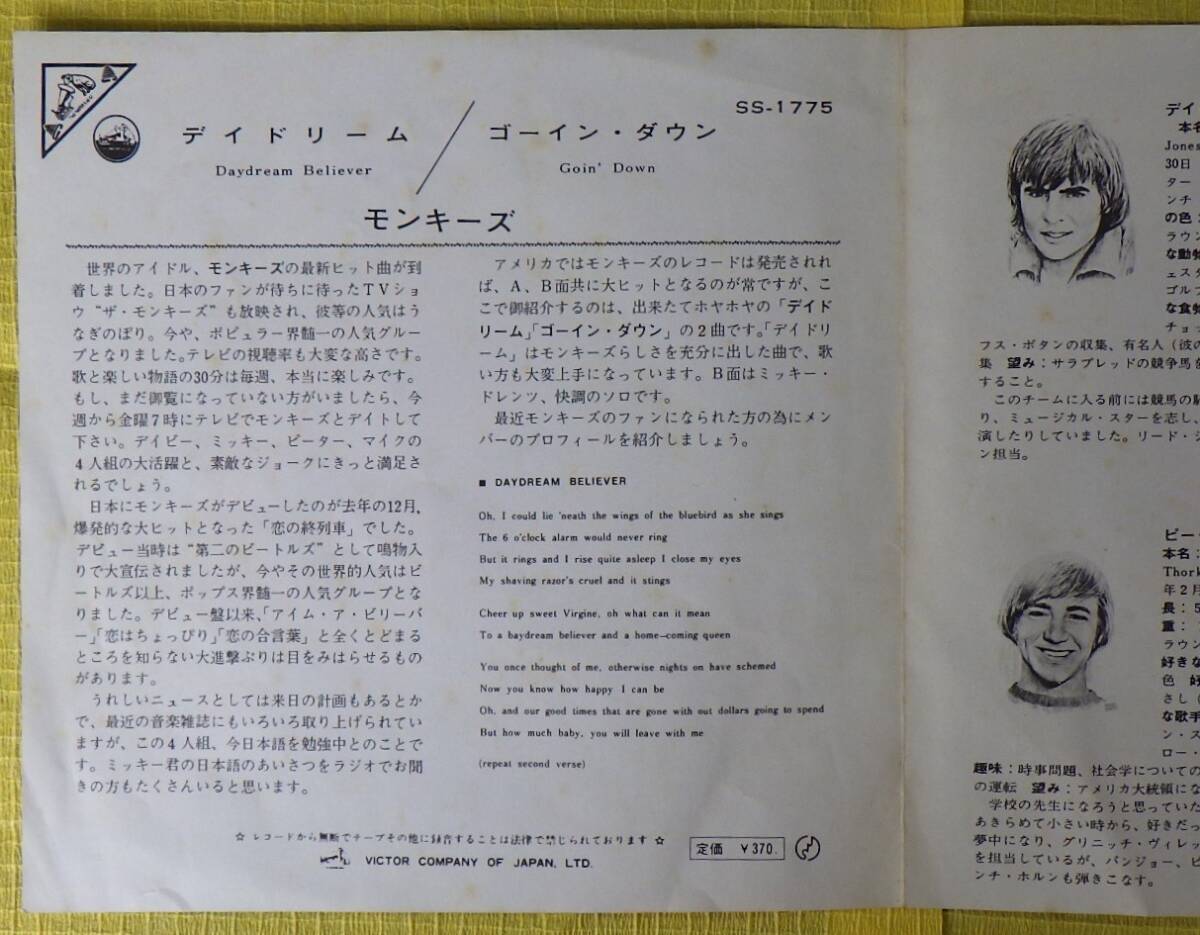 SS-1775
デイドリーム / ゴーイン・ダウン
Daydream Believer Goin' Down
モンキーズ
世界のアイドル、モンキーズの最新ヒット曲が到
着しました。日本のファンが待ちに待ったTVショ
ウ“ザ・モンキーズ”も放映され、彼等の人気はう
なぎのぼり。今や、ポピュラー界髄一の人気グルー
プとなりました。テレビの視聴率も大変な高さです。
歌と楽しい物語の30分は毎週、本当に楽しみです。
もし、まだ御覧になっていない方がいましたら、今
週から金曜7時にテレビでモンキーズとデイトして
下さい。デイビー、ミッキー、ピーター、マイクの
4人組の大活躍と、素敵なジョークにきっと満足さ
れるでしょう。
日本にモンキーズがデビューしたのが去年の12月、
爆発的な大ヒットとなった「恋の終列車」でした。
デビュー当時は“第二のビートルズ”として鳴物入
りで大宣伝されましたが、今やその世界的人気はビ
ートルズ以上、ポップス界髄一の人気グループとな
りました。デビュー盤以来、「アイム・ア・ビリーバ
ー」「恋はちょっぴり」「恋の合言葉」と全くとどまる
ところを知らない大進撃ぶりは目をみはらせるもの
があります。
うれしいニュースとしては来日の計画もあるとか
で、最近の音楽雑誌にもいろいろ取り上げられてい
ますが、この4人組、今日本語を勉強中とのことで
す。ミッキー君の日本語のあいさつをラジオでお聞
きの方もたくさんいると思います。
アメリカではモンキーズのレコードは発売されれ
ば、A、B面共に大ヒットとなるのが常ですが、こ
こで御紹介するのは、出来たてホヤホヤの「デイド
リーム」「ゴーイン・ダウン」の2曲です。「デイドリ
ーム」はモンキーズらしさを充分に出した曲で、歌
い方も大変上手になっています。B面はミッキー・
ドレンツ、快調のソロです。
最近モンキーズのファンになられた方の為にメン
バーのプロフィールを紹介しましょう。
■ DAYDREAM BELIEVER
Oh, I could lie 'neath the wings of the bluebird as she sings
The 6 o'clock alarm would never ring
But it rings and I rise quite asleep I close my eyes
My shaving razor's cruel and it stings
Cheer up sweet Virgine, oh what can it mean
To a baydream believer and a home-coming queen
You once thought of me, otherwise nights on have schemed
Now you know how happy I can be
Oh, and our good times that are gone with out dollars going to spend
But how much baby, you will leave with me
(repeat second verse)
☆ レコードから無断でテープその他に録音することは法律で禁じられております ☆
VICTOR COMPANY OF JAPAN, LTD.
定価 ¥370.
デイ
本名
Jones
30日
ター
ンチ
の色
ラウン
な動物
ェスタ
ゴルフ
な食物
チョッ
フス・ボタンの収集、有名人（彼の
集 望み：サラブレッドの競争馬を
すること。
このチームに入る前には競馬の騎
り、ミュージカル・スターを志し、
演したりしていました。リード・シ
ン担当。
ピー
本名：
Thork
年2月
長：5
重：
ラウン
好きな
色 好
さし（
な歌手
ン・ス
ロー・
趣味：時事問題、社会学についての
の運転 望み：アメリカ大統領にな
学校の先生になろうと思っていた
あきらめて小さい時から、好きだっ
夢中になり、グリニッチ・ヴィレッ
を担当しているが、バンジョー、ピ
ンチ・ホルンも弾きこなす。